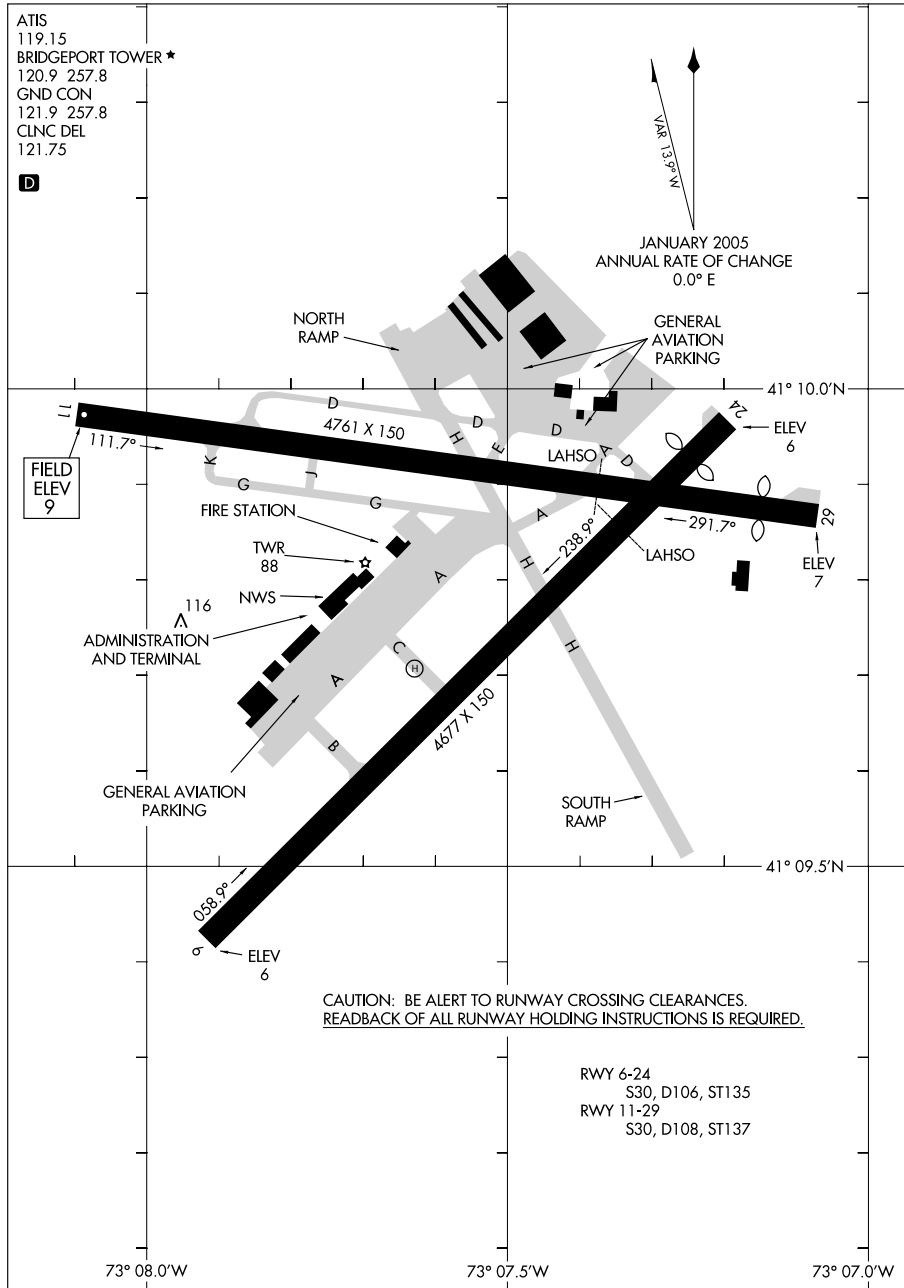 ATIS
119.15
BRIDGEPORT TOWER
120.9 257.8
GND CON
121.9 257.8
CLNC DEL
121.75
D
VAR 13.9° W
JANUARY 2005
ANNUAL RATE OF CHANGE
0.0° E
NORTH
RAMP
GENERAL
AVIATION
PARKING
41° 10.0'N
11
111.7°
D
4761 X 150
H
D
E
D
A
D
24
ELEV
6
LAHSO
FIELD
ELEV
9
K
G
J
G
FIRE STATION
A
238.9°
291.7°
29
ELEV
7
LAHSO
TWR
88
H
NWS
A
116
ADMINISTRATION
AND TERMINAL
C
H
H
A
4677 X 150
B
GENERAL AVIATION
PARKING
SOUTH
RAMP
41° 09.5'N
058.9°
6
ELEV
6
CAUTION: BE ALERT TO RUNWAY CROSSING CLEARANCES.
READBACK OF ALL RUNWAY HOLDING INSTRUCTIONS IS REQUIRED.
RWY 6-24
S30, D106, ST135
RWY 11-29
S30, D108, ST137
73° 08.0'W
73° 07.5'W
73° 07.0'W